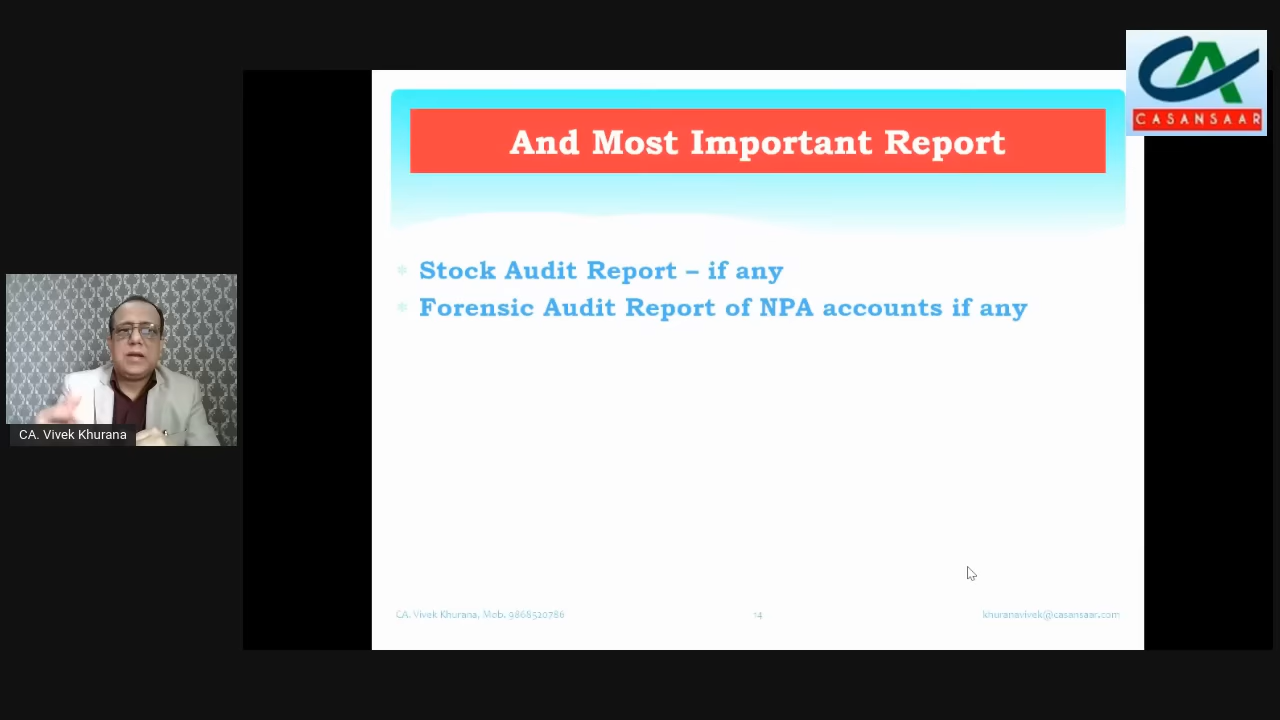 CA
CASANSAAR
And Most Important Report
Stock Audit Report – if any
Forensic Audit Report of NPA accounts if any
CA. Vivek Khurana
CA. Vivek Khurana, Mob. 9868520786
14
khuranavivek@casansaar.com